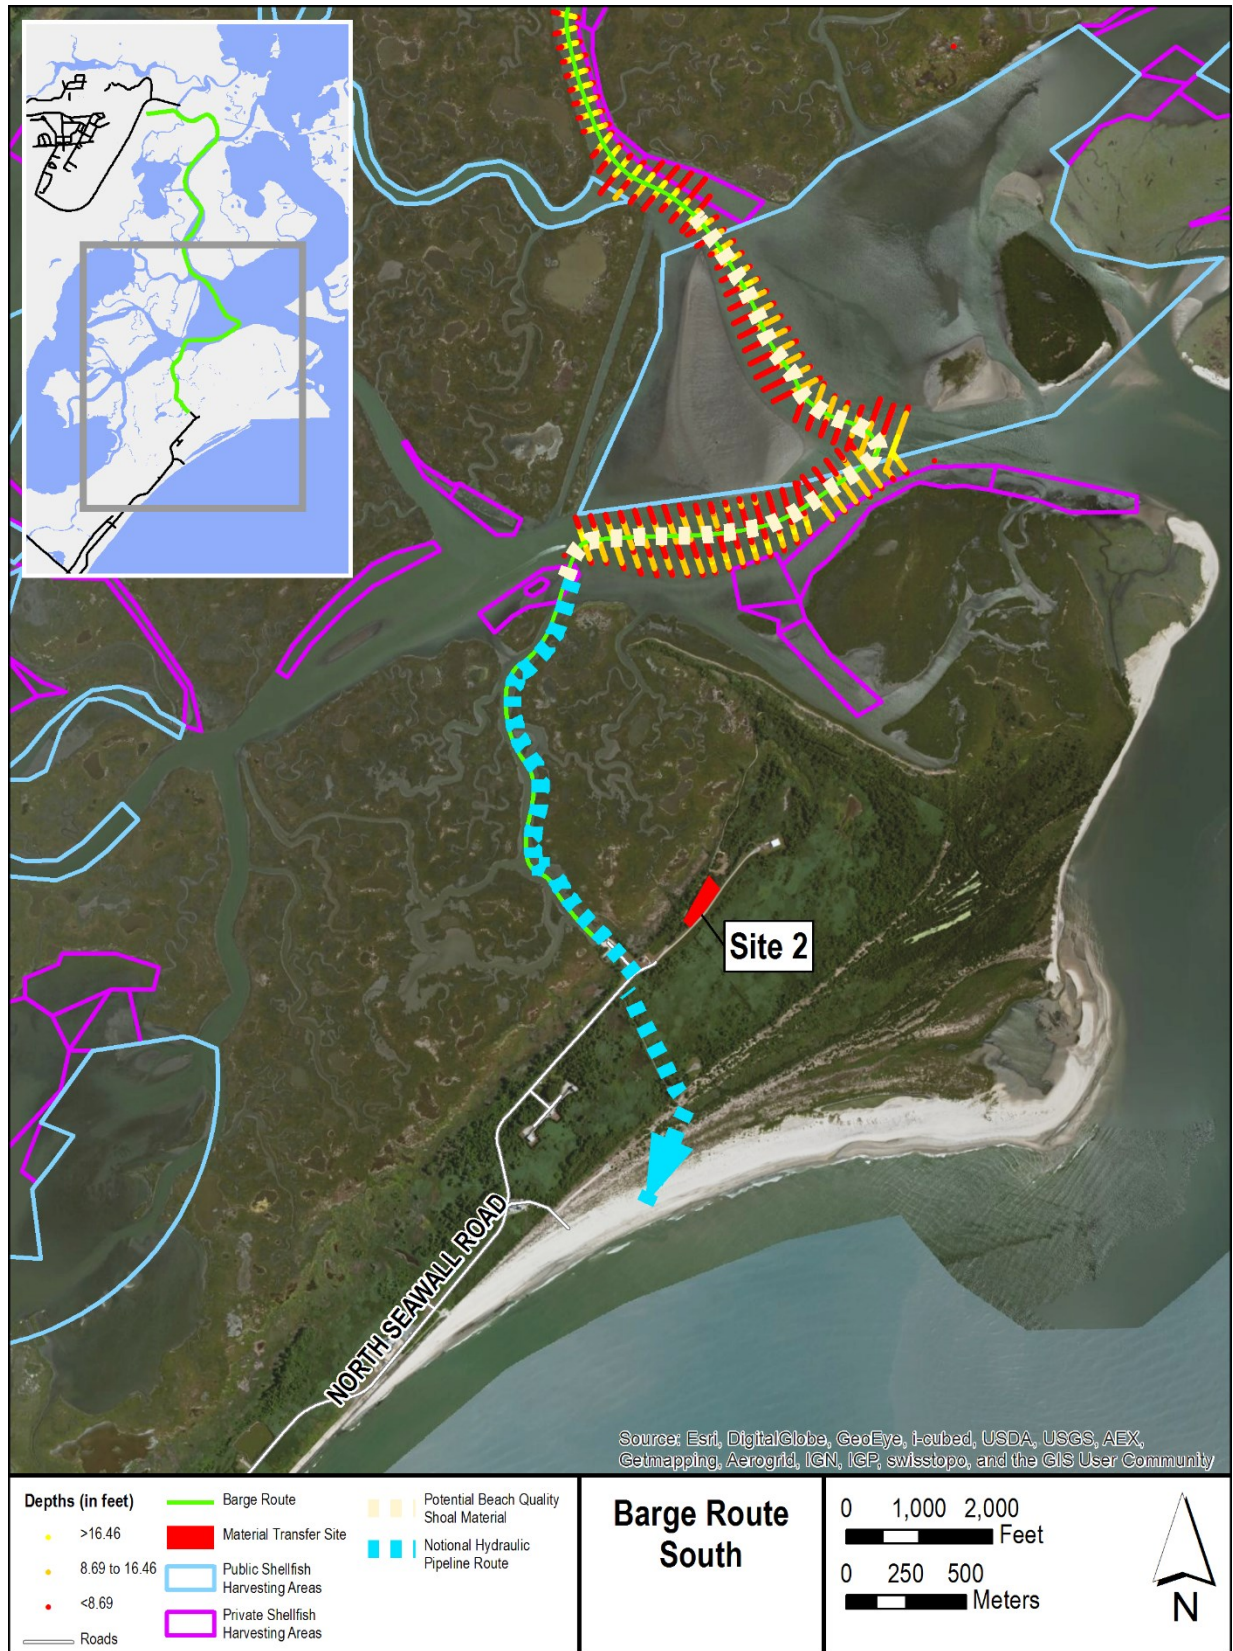 Site 2
NORTH SEAWALL ROAD
Source: Esri, DigitalGlobe, GeoEye, i-cubed, USDA, USGS, AEX,
Getmapping, Aerogrid, IGN, IGP, swisstopo, and the GIS User Community
Depths (in feet)
>16.46
8.69 to 16.46
<8.69
Roads
Barge Route
Material Transfer Site
Public Shellfish
Harvesting Areas
Private Shellfish
Harvesting Areas
Potential Beach Quality
Shoal Material
Notional Hydraulic
Pipeline Route
Barge Route
South
0 1,000 2,000
Feet
0 250 500
Meters
N